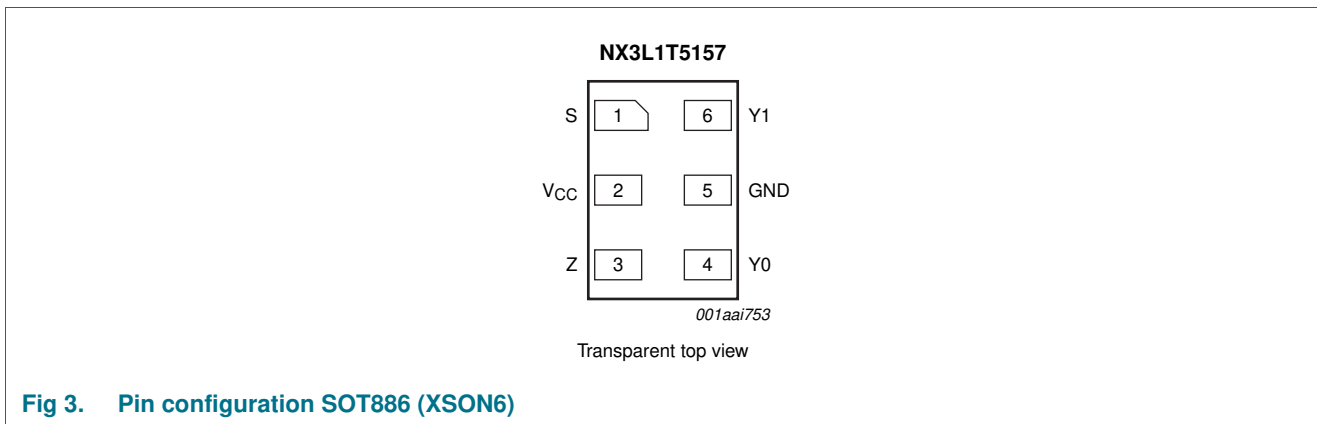 NX3L1T5157
S 1 6 Y1
VCC 2 5 GND
Z 3 4 Y0
001aai753
Transparent top view
Fig 3. Pin configuration SOT886 (XSON6)